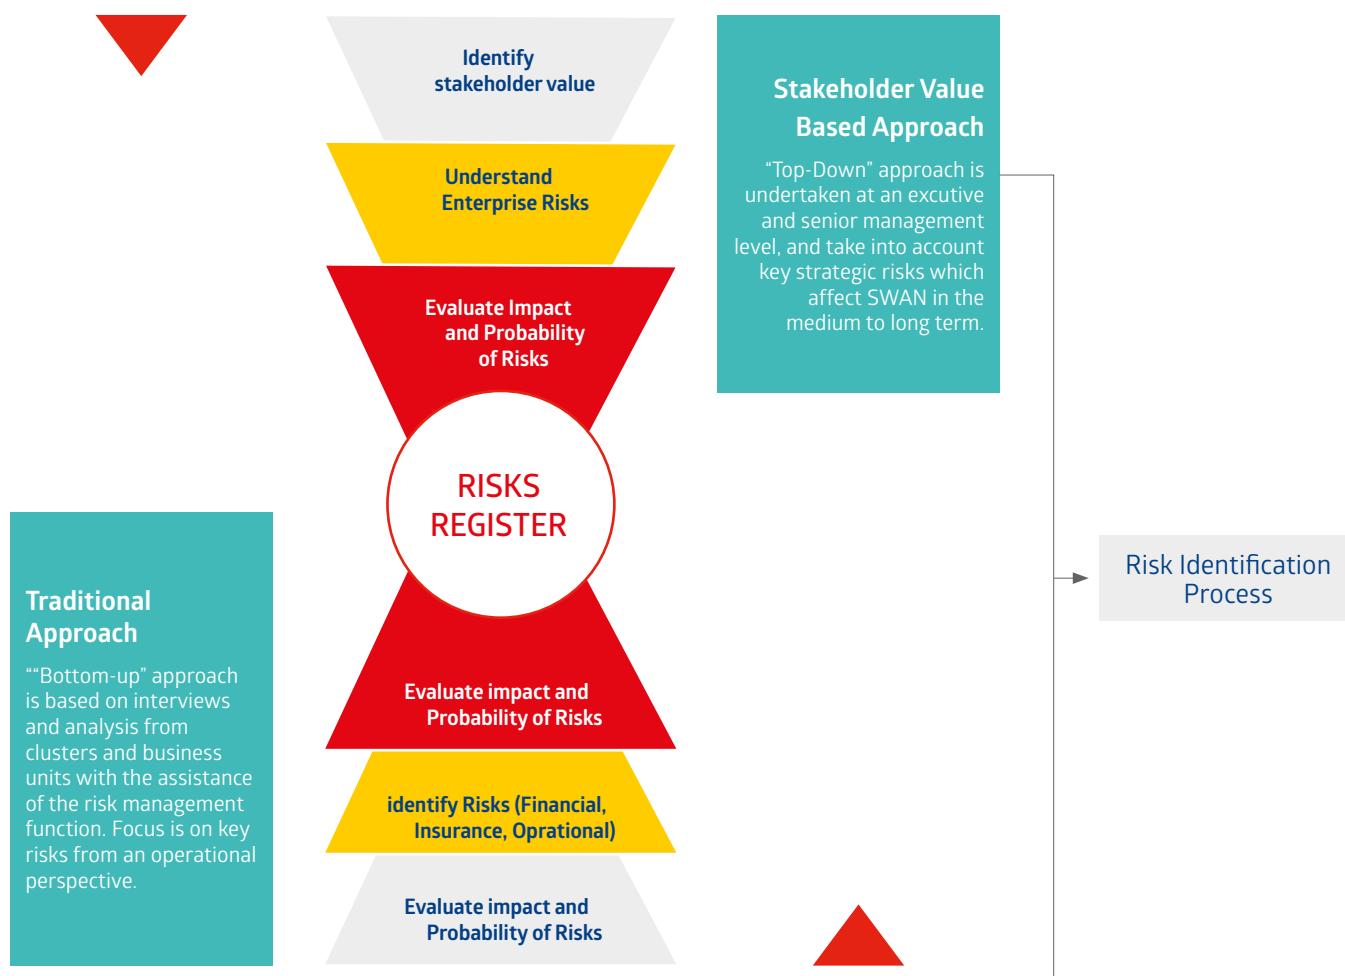 Identify
stakeholder value
Understand
Enterprise Risks
Evaluate Impact
and Probability
of Risks
RISKS
REGISTER
Evaluate impact and
Probability of Risks
identify Risks (Financial,
Insurance, Oprational)
Evaluate impact and
Probability of Risks
Stakeholder Value
Based Approach
“Top-Down” approach is
undertaken at an excutive
and senior management
level, and take into account
key strategic risks which
affect SWAN in the
medium to long term.
Traditional
Approach
““Bottom-up” approach
is based on interviews
and analysis from
clusters and business
units with the assistance
of the risk management
function. Focus is on key
risks from an operational
perspective.
Risk Identification
Process